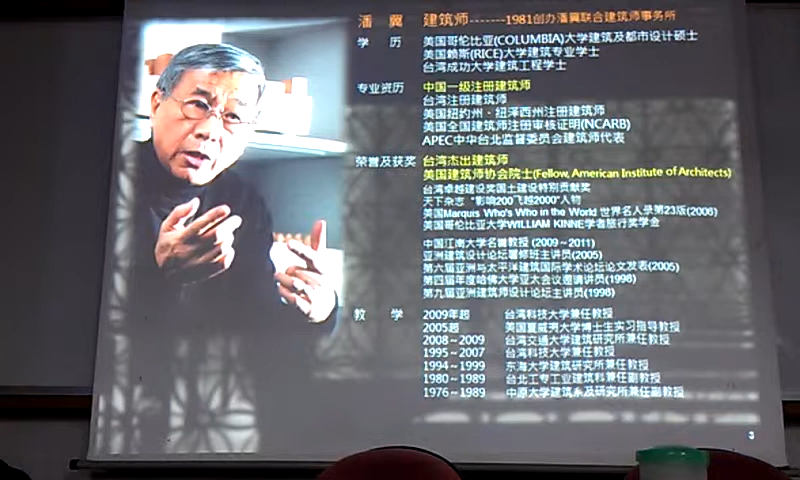 潘 冀 建筑师-------1981创办潘冀联合建筑师事务所
学 历 美国哥伦比亚(COLUMBIA)大学建筑及都市设计硕士
美国赖斯(RICE)大学建筑专业学士
台湾成功大学建筑工程学士
专业资历 中国一级注册建筑师
台湾注册建筑师
美国纽约州·纽泽西州注册建筑师
美国全国建筑师注册审核证明(NCARB)
APEC中华台北监督委员会建筑师代表
荣誉及获奖 台湾杰出建筑师
美国建筑师协会院士(Fellow, American Institute of Architects)
台湾卓越建设奖国土建设特别贡献奖
天下杂志 “影响200 飞越2000”人物
美国Marquis Who's Who in the World 世界名人录第23版(2006)
美国哥伦比亚大学WILLIAM KINNE学者旅行奖学金
中国江南大学名誉教授 (2009～2011)
亚洲建筑设计论坛署修班主讲员(2005)
第六届亚洲与太平洋建筑国际学术论坛论文发表(2005)
第四届年度哈佛大学亚太会议邀请讲员(1998)
第九届亚洲建筑师设计论坛主讲员(1998)
教 学 2009年起 台湾科技大学兼任教授
2005起 美国夏威夷大学博士生实习指导教授
2008～2009 台湾交通大学建筑研究所兼任教授
1995～2007 台湾科技大学兼任教授
1994～1999 东海大学建筑研究所兼任教授
1980～1989 台北工专工业建筑科兼任副教授
1976～1989 中原大学建筑系及研究所兼任副教授
3